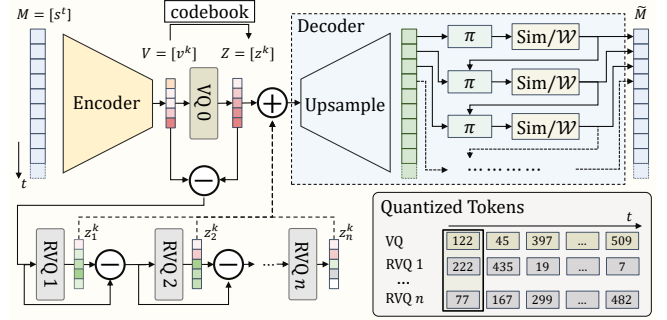 M = [s^t]
codebook
V = [v^k]
Z = [z^k]
Encoder
VQ 0
t
Decoder
Upsample
π
Sim/𝒲
π
Sim/𝒲
π
Sim/𝒲
M̃
RVQ 1
z_1^k
RVQ 2
z_2^k
...
RVQ n
z_n^k
Quantized Tokens
t
VQ 122 45 397 ... 509
RVQ 1 222 435 19 ... 7
...
RVQ n 77 167 299 ... 482